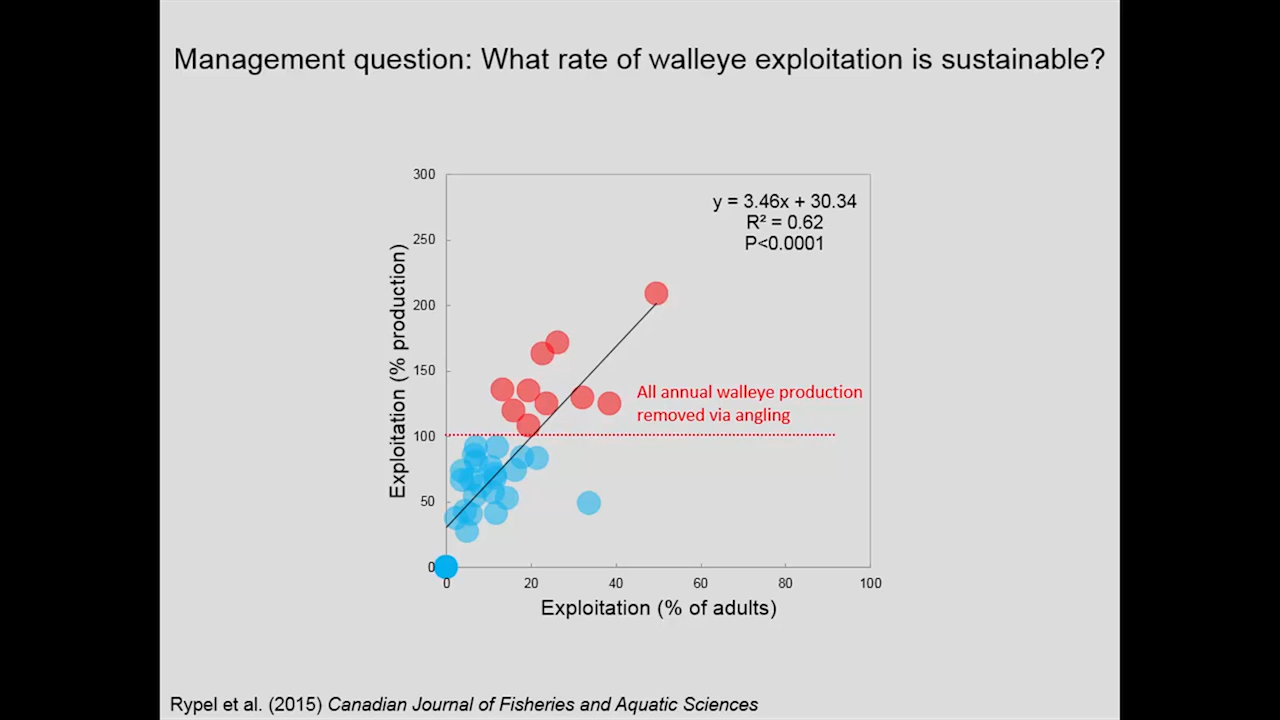 Management question: What rate of walleye exploitation is sustainable?
300
250
200
150
100
50
0
Exploitation (% production)
y = 3.46x + 30.34
R² = 0.62
P<0.0001
All annual walleye production
removed via angling
0 20 40 60 80 100
Exploitation (% of adults)
Rypel et al. (2015) Canadian Journal of Fisheries and Aquatic Sciences